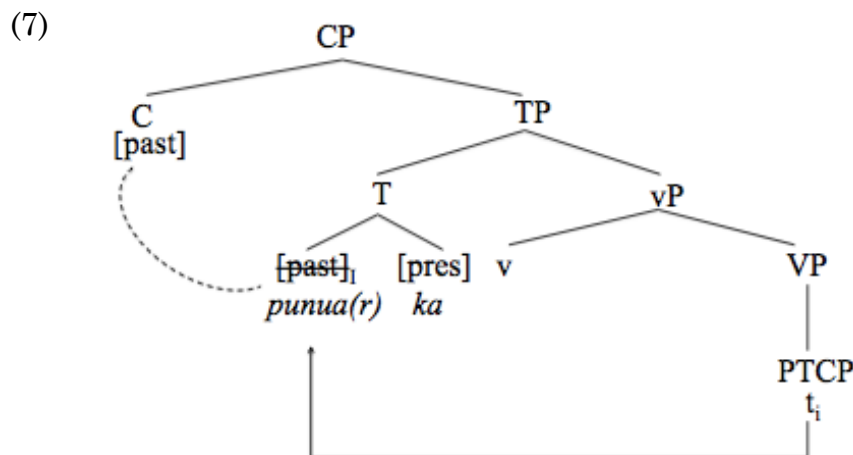 (7)
CP
C TP
[past]
T vP
[past]ı [pres] v VP
punua(r) ka
PTCP
tᵢ